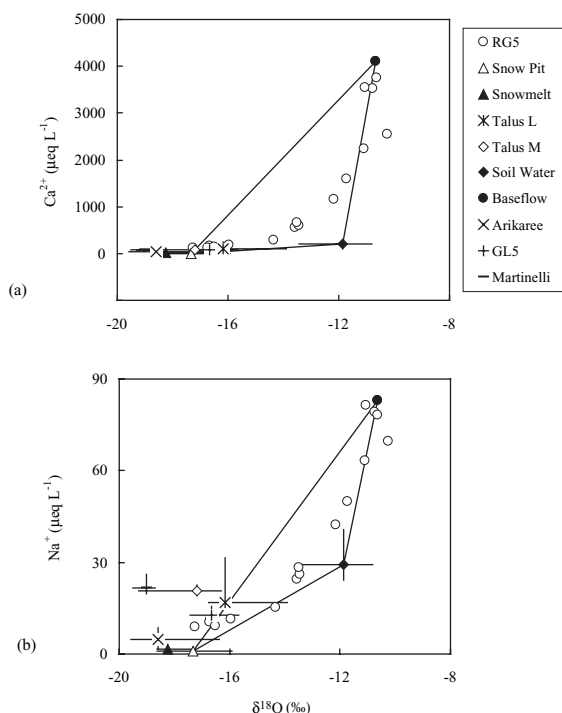 (a)
Ca2+ (µeq L-1)
5000
4000
3000
2000
1000
0
-20
-16
-12
-8
RG5
Snow Pit
Snowmelt
Talus L
Talus M
Soil Water
Baseflow
Arikaree
GL5
Martinelli
(b)
Na+ (µeq L-1)
90
60
30
0
-20
-16
-12
-8
δ18O (‰)